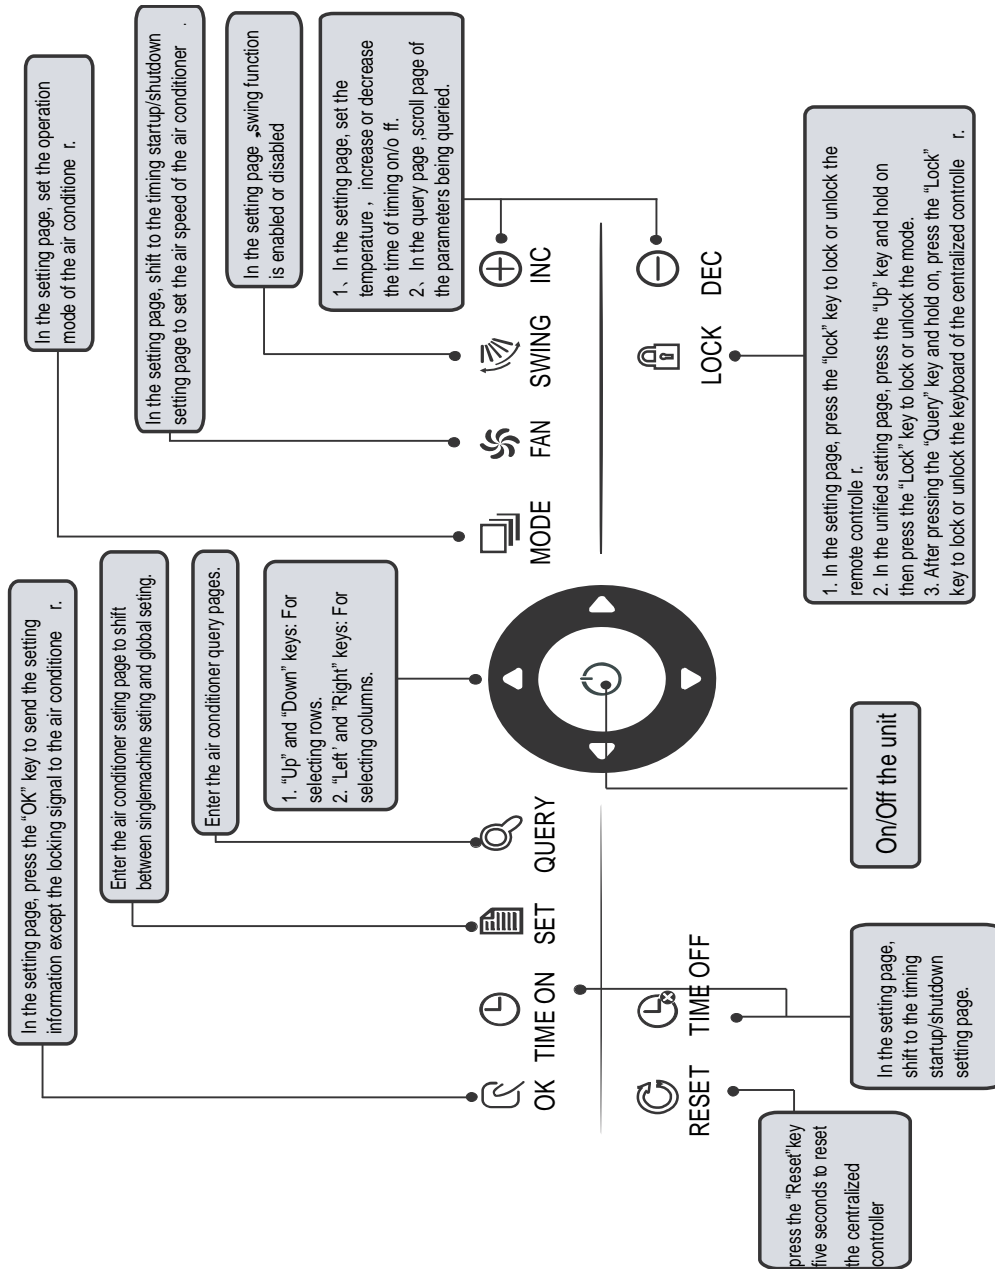 In the setting page, press the “OK” key to send the setting
information except the locking signal to the air conditione r.
Enter the air conditioner seting page to shift
between singlemachine seting and global seting.
Enter the air conditioner query pages.
1. “Up” and “Down” keys: For
selecting rows.
2. “Left ’ and ”Right” keys: For
selecting columns.
In the setting page, set the operation
mode of the air conditione r.
In the setting page, shift to the timing startup/shutdown
setting page to set the air speed of the air conditioner .
In the setting page „swing function
is enabled or disabled
1、 In the setting page, set the
temperature , increase or decrease
the time of timing on/o ff.
2、 In the query page ,scroll page of
the parameters being queried.
OK
TIME ON
SET
QUERY
MODE
FAN
SWING
INC
RESET
TIME OFF
LOCK
DEC
press the “Reset”key
five seconds to reset
the centralized
controller
In the setting page,
shift to the timing
startup/shutdown
setting page.
On/Off the unit
1. In the setting page, press the “lock” key to lock or unlock the
remote controlle r.
2. In the unified setting page, press the “Up” key and hold on
then press the “Lock” key to lock or unlock the mode.
3. After pressing the “Query” key and hold on, press the “Lock”
key to lock or unlock the keyboard of the centralized controlle r.